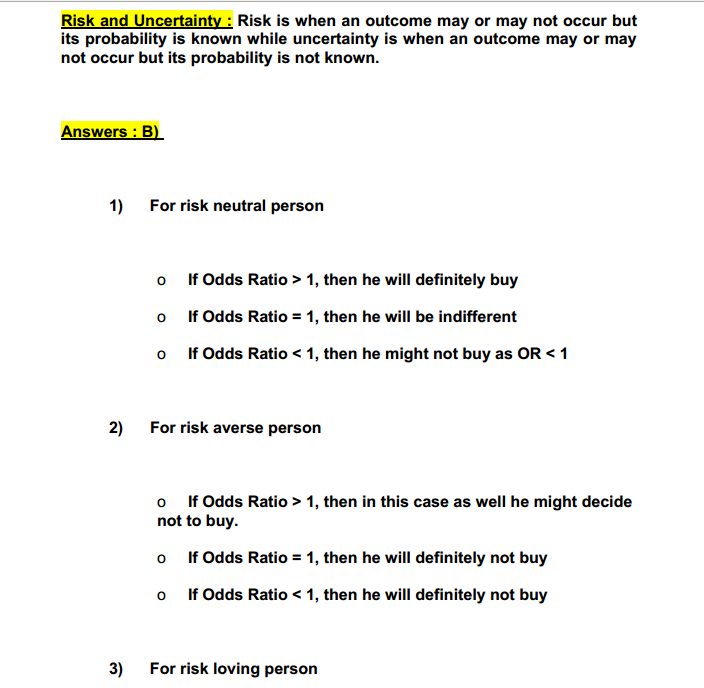 Risk and Uncertainty : Risk is when an outcome may or may not occur but
its probability is known while uncertainty is when an outcome may or may
not occur but its probability is not known.
Answers : B)
1) For risk neutral person
o If Odds Ratio > 1, then he will definitely buy
o If Odds Ratio = 1, then he will be indifferent
o If Odds Ratio < 1, then he might not buy as OR < 1
2) For risk averse person
o If Odds Ratio > 1, then in this case as well he might decide
not to buy.
o If Odds Ratio = 1, then he will definitely not buy
o If Odds Ratio < 1, then he will definitely not buy
3) For risk loving person